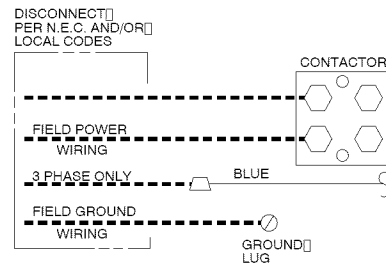 DISCONNECT
PER N.E.C. AND/OR
LOCAL CODES
CONTACTOR
FIELD POWER
WIRING
3 PHASE ONLY
BLUE
FIELD GROUND
WIRING
GROUND
LUG